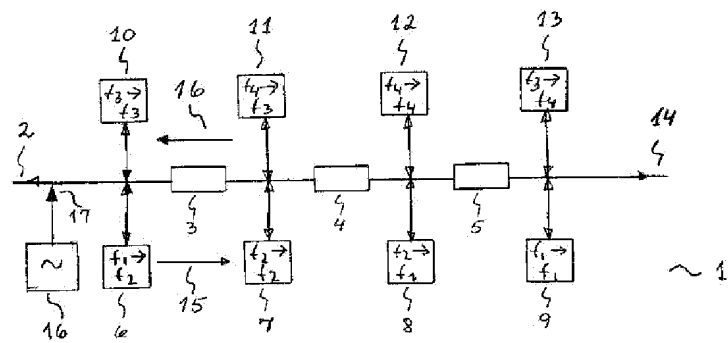 10 11 12 13
f3→ f3 f4→ f3 f4→ f4 f3→ f4
16
2 14
17 3 4 5
~ f1→ f2 f2→ f2 f2→ f1 f1→ f1
15 ~ 1
16 6 7 8 9